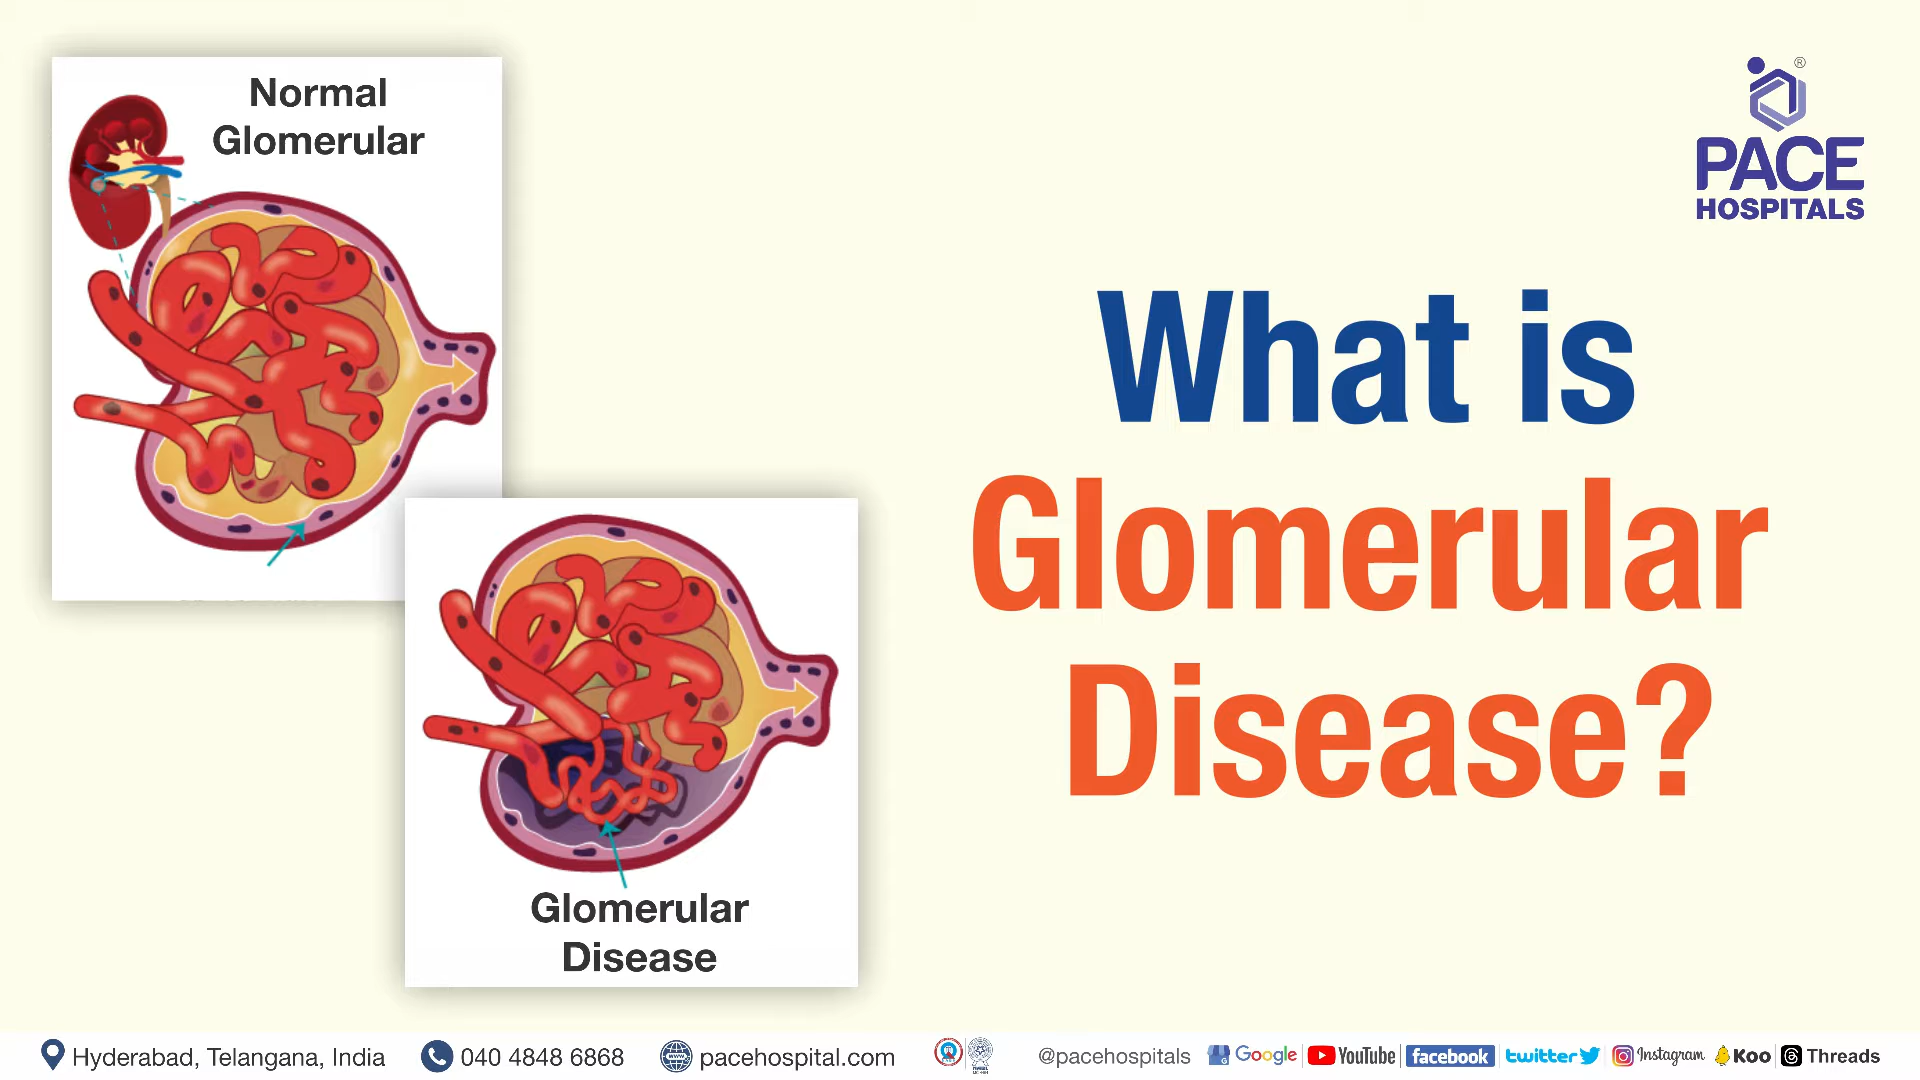 Normal
Glomerular
®
PACE
HOSPITALS
What is
Glomerular
Disease?
Glomerular
Disease
Hyderabad, Telangana, India
040 4848 6868
www
pacehospital.com
@pacehospitals
Google
YouTube
facebook
twitter
Instagram
Koo
Threads